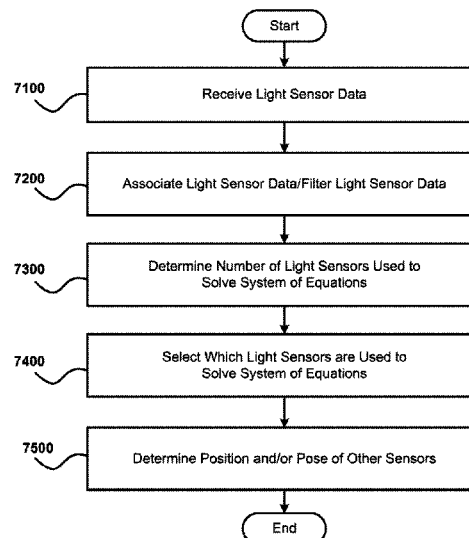 Start
7100
Receive Light Sensor Data
7200
Associate Light Sensor Data/Filter Light Sensor Data
7300
Determine Number of Light Sensors Used to
Solve System of Equations
7400
Select Which Light Sensors are Used to
Solve System of Equations
7500
Determine Position and/or Pose of Other Sensors
End